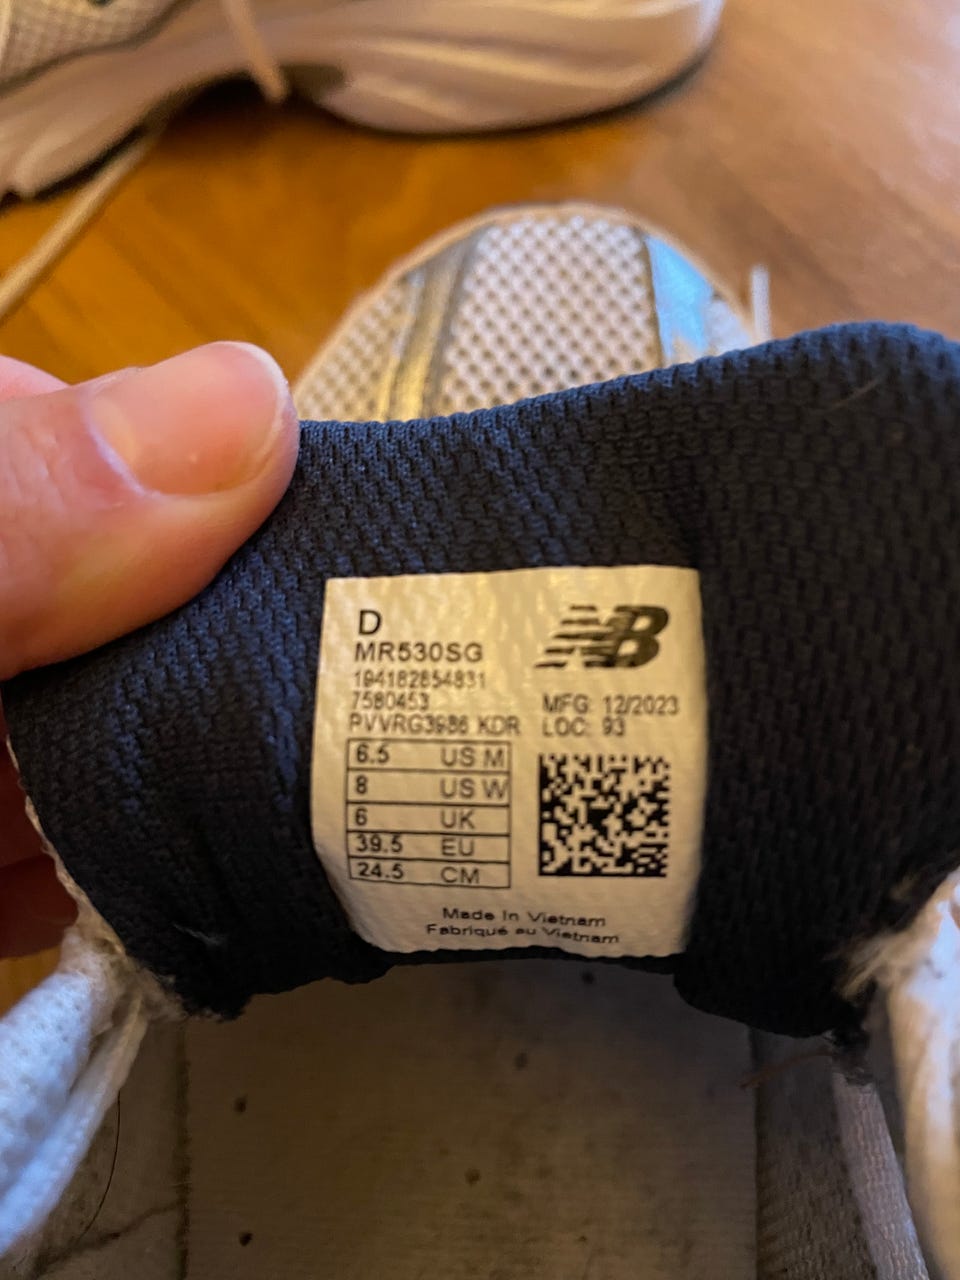 D
MR530SG
194182854831
7580453
PVVRG3986 KDR
NB
MFG: 12/2023
LOC: 93
6.5 US M
8 US W
6 UK
39.5 EU
24.5 CM
Made In Vietnam
Fabriqué au Vietnam